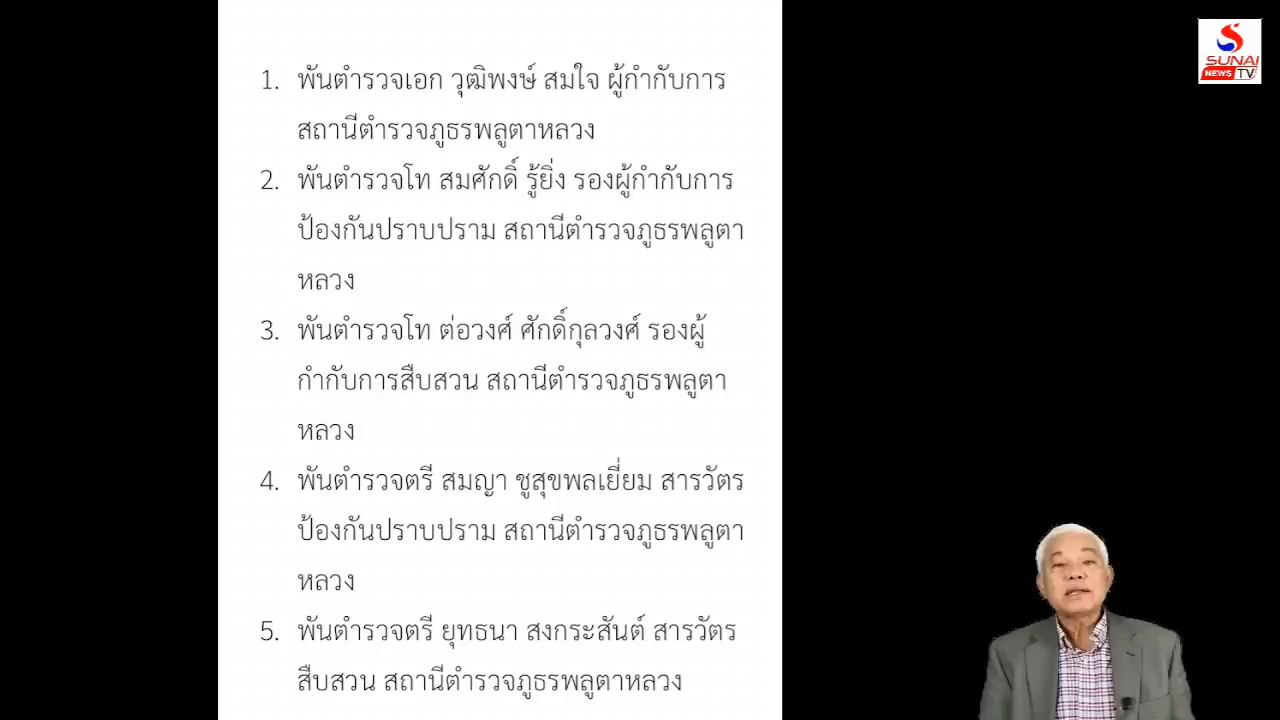 1. พันตำรวจเอก วุฒิพงษ์ สมใจ ผู้กำกับการ
สถานีตำรวจภูธรพลูตาหลวง
2. พันตำรวจโท สมศักดิ์ รู้ยิ่ง รองผู้กำกับการ
ป้องกันปราบปราม สถานีตำรวจภูธรพลูตา
หลวง
3. พันตำรวจโท ต่อวงศ์ ศักดิ์กุลวงศ์ รองผู้
กำกับการสืบสวน สถานีตำรวจภูธรพลูตา
หลวง
4. พันตำรวจตรี สมญา ชูสุขพลเยี่ยม สารวัตร
ป้องกันปราบปราม สถานีตำรวจภูธรพลูตา
หลวง
5. พันตำรวจตรี ยุทธนา สงกระสันต์ สารวัตร
สืบสวน สถานีตำรวจภูธรพลูตาหลวง
SUNAI
NEWS TV